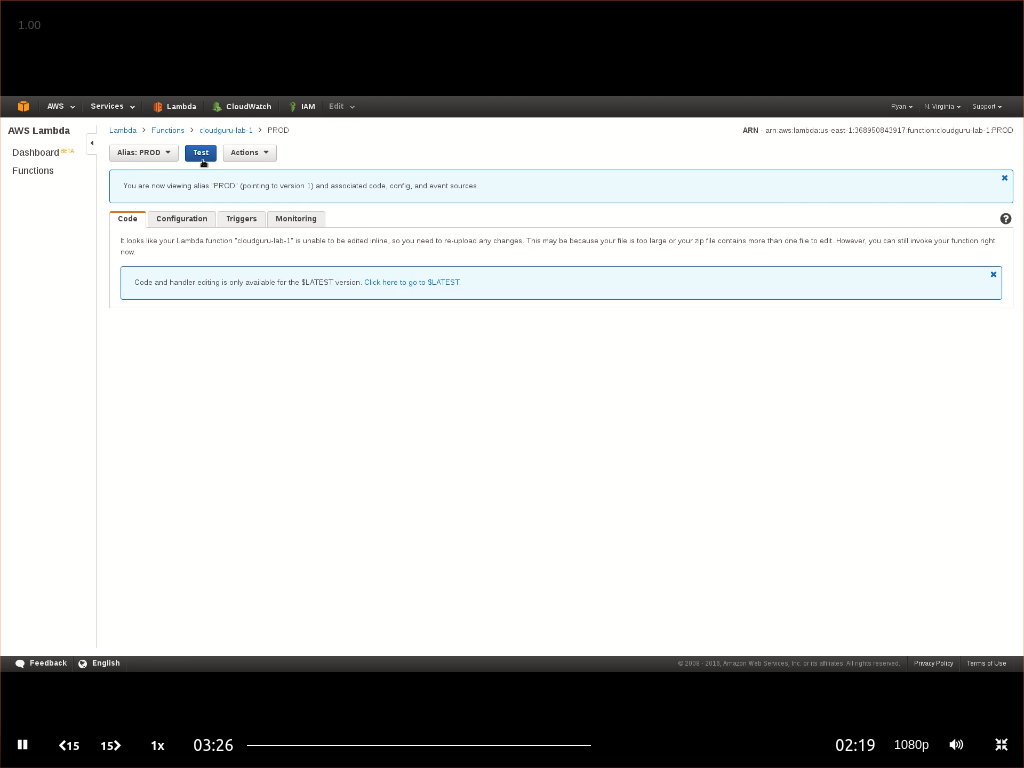 1.00
AWS Services Lambda CloudWatch IAM Edit Ryan N. Virginia Support
AWS Lambda
Dashboard BETA
Functions
Lambda > Functions > cloudguru-lab-1 > PROD
ARN - arn:aws:lambda:us-east-1:368950843917:function:cloudguru-lab-1:PROD
Alias: PROD Test Actions
You are now viewing alias "PROD" (pointing to version 1) and associated code, config, and event sources
Code Configuration Triggers Monitoring
It looks like your Lambda function "cloudguru-lab-1" is unable to be edited inline, so you need to re-upload any changes. This may be because your file is too large or your zip file contains more than one file to edit. However, you can still invoke your function right
now.
Code and handler editing is only available for the $LATEST version. Click here to go to $LATEST.
Feedback English © 2008 - 2016, Amazon Web Services, Inc. or its affiliates. All rights reserved. Privacy Policy Terms of Use
15 15 1x 03:26 02:19 1080p